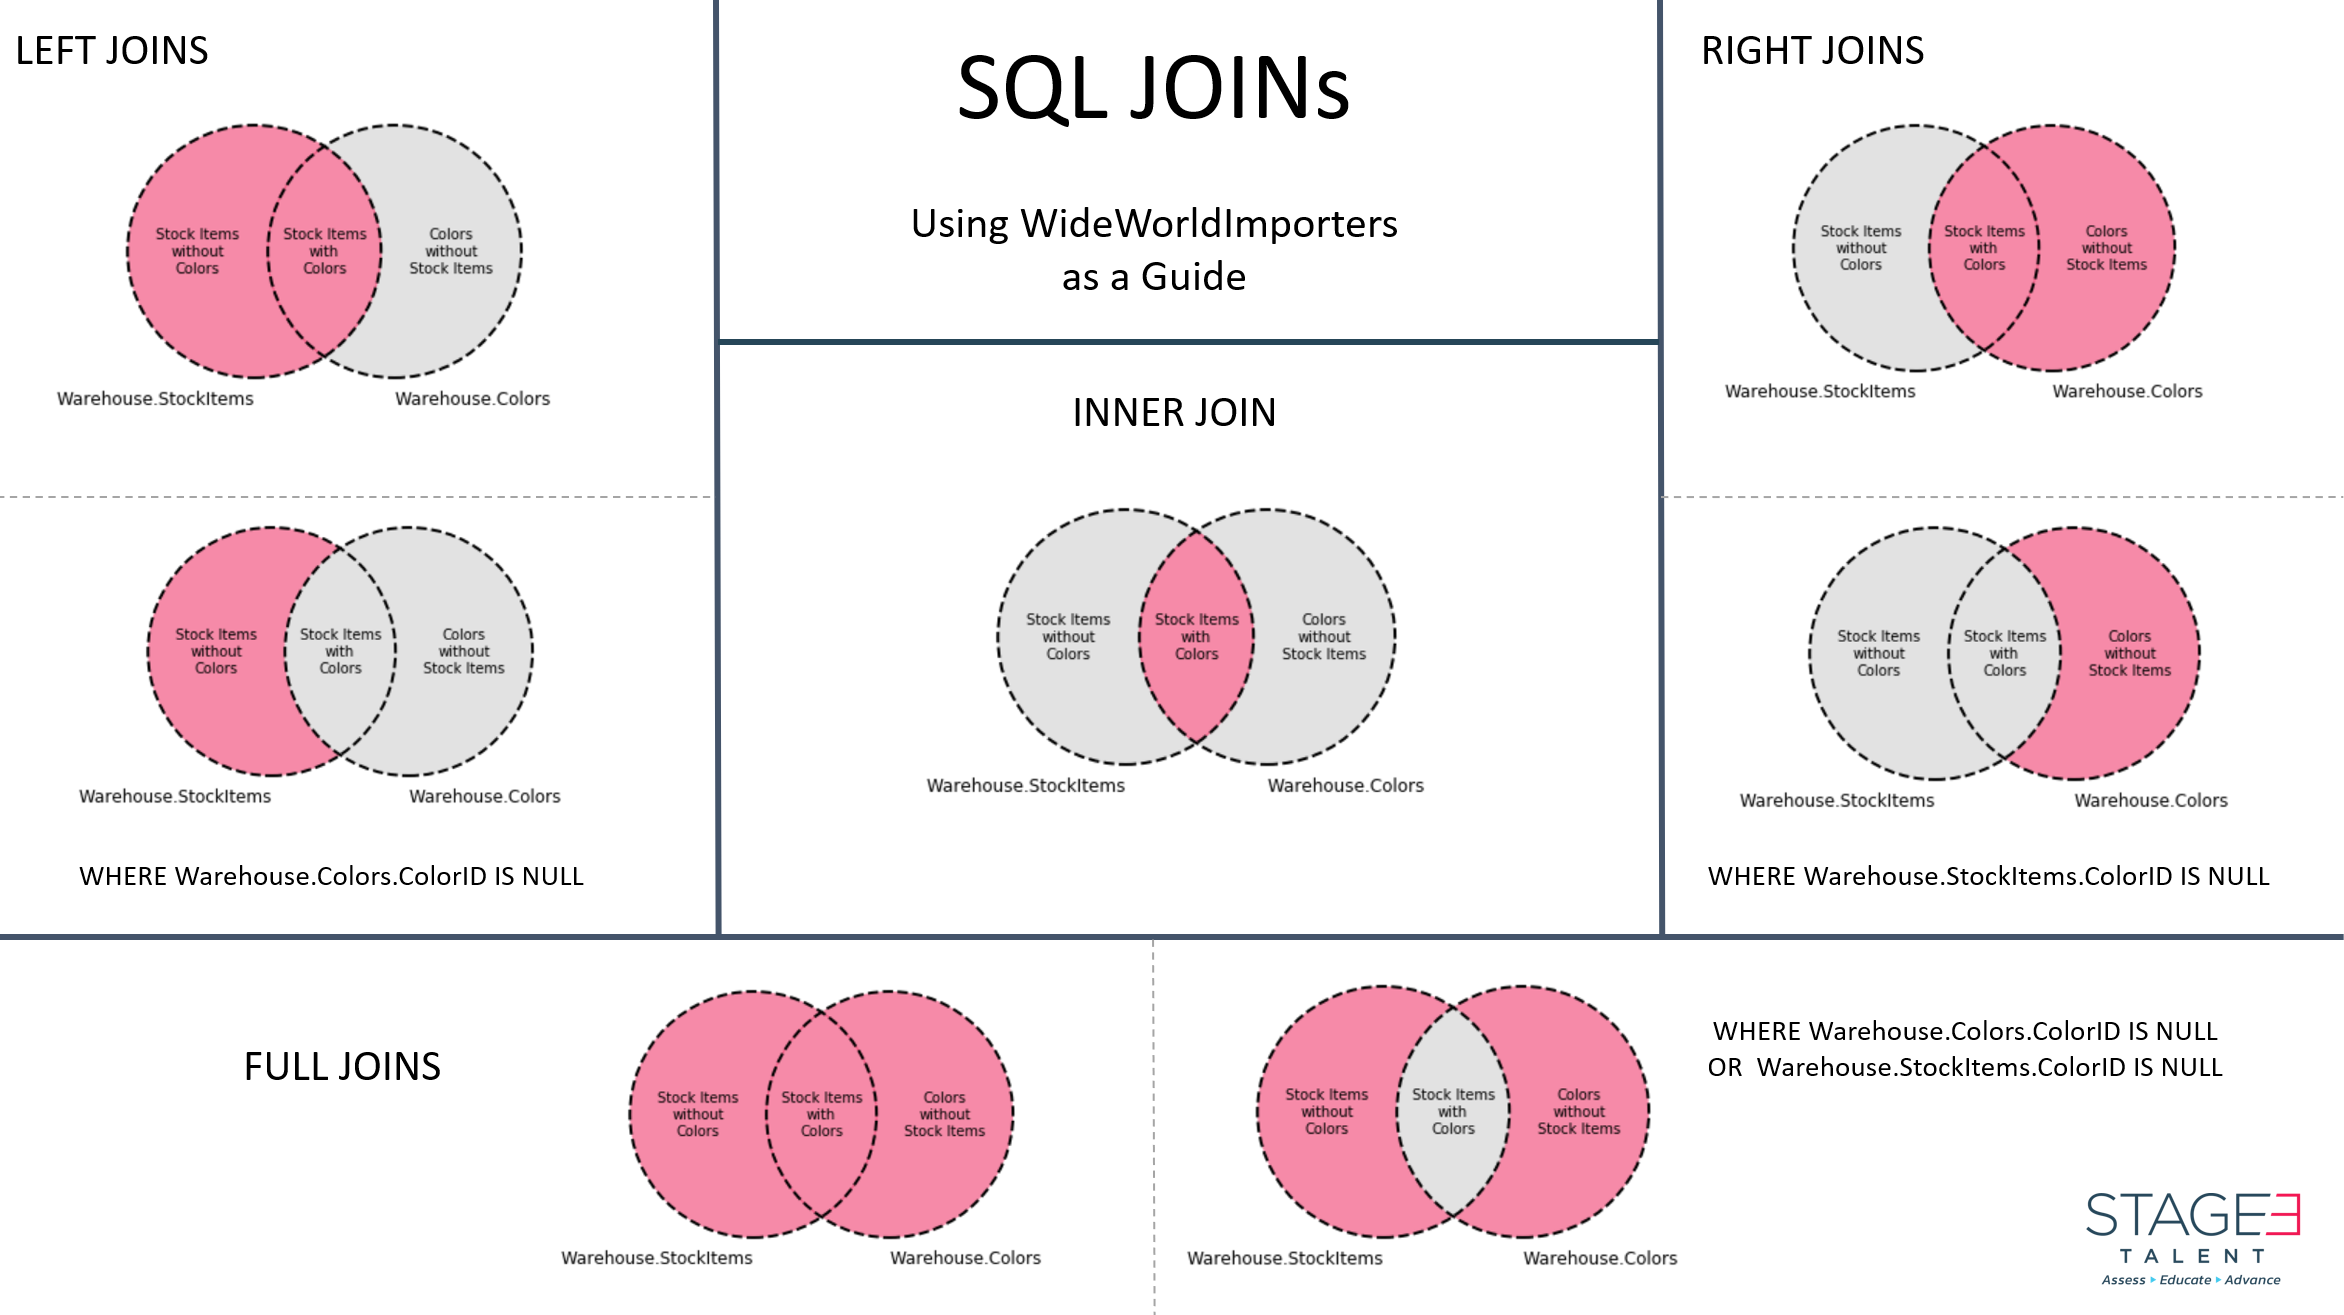 LEFT JOINS
Stock Items
without
Colors
Stock Items
with
Colors
Colors
without
Stock Items
Warehouse.StockItems
Warehouse.Colors
Stock Items
without
Colors
Stock Items
with
Colors
Colors
without
Stock Items
Warehouse.StockItems
Warehouse.Colors
WHERE Warehouse.Colors.ColorID IS NULL
SQL JOINs
Using WideWorldImporters
as a Guide
INNER JOIN
Stock Items
without
Colors
Stock Items
with
Colors
Colors
without
Stock Items
Warehouse.StockItems
Warehouse.Colors
RIGHT JOINS
Stock Items
without
Colors
Stock Items
with
Colors
Colors
without
Stock Items
Warehouse.StockItems
Warehouse.Colors
Stock Items
without
Colors
Stock Items
with
Colors
Colors
without
Stock Items
Warehouse.StockItems
Warehouse.Colors
WHERE Warehouse.StockItems.ColorID IS NULL
FULL JOINS
Stock Items
without
Colors
Stock Items
with
Colors
Colors
without
Stock Items
Warehouse.StockItems
Warehouse.Colors
Stock Items
without
Colors
Stock Items
with
Colors
Colors
without
Stock Items
Warehouse.StockItems
Warehouse.Colors
WHERE Warehouse.Colors.ColorID IS NULL
OR Warehouse.StockItems.ColorID IS NULL
STAGE3
TALENT
Assess ▸ Educate ▸ Advance